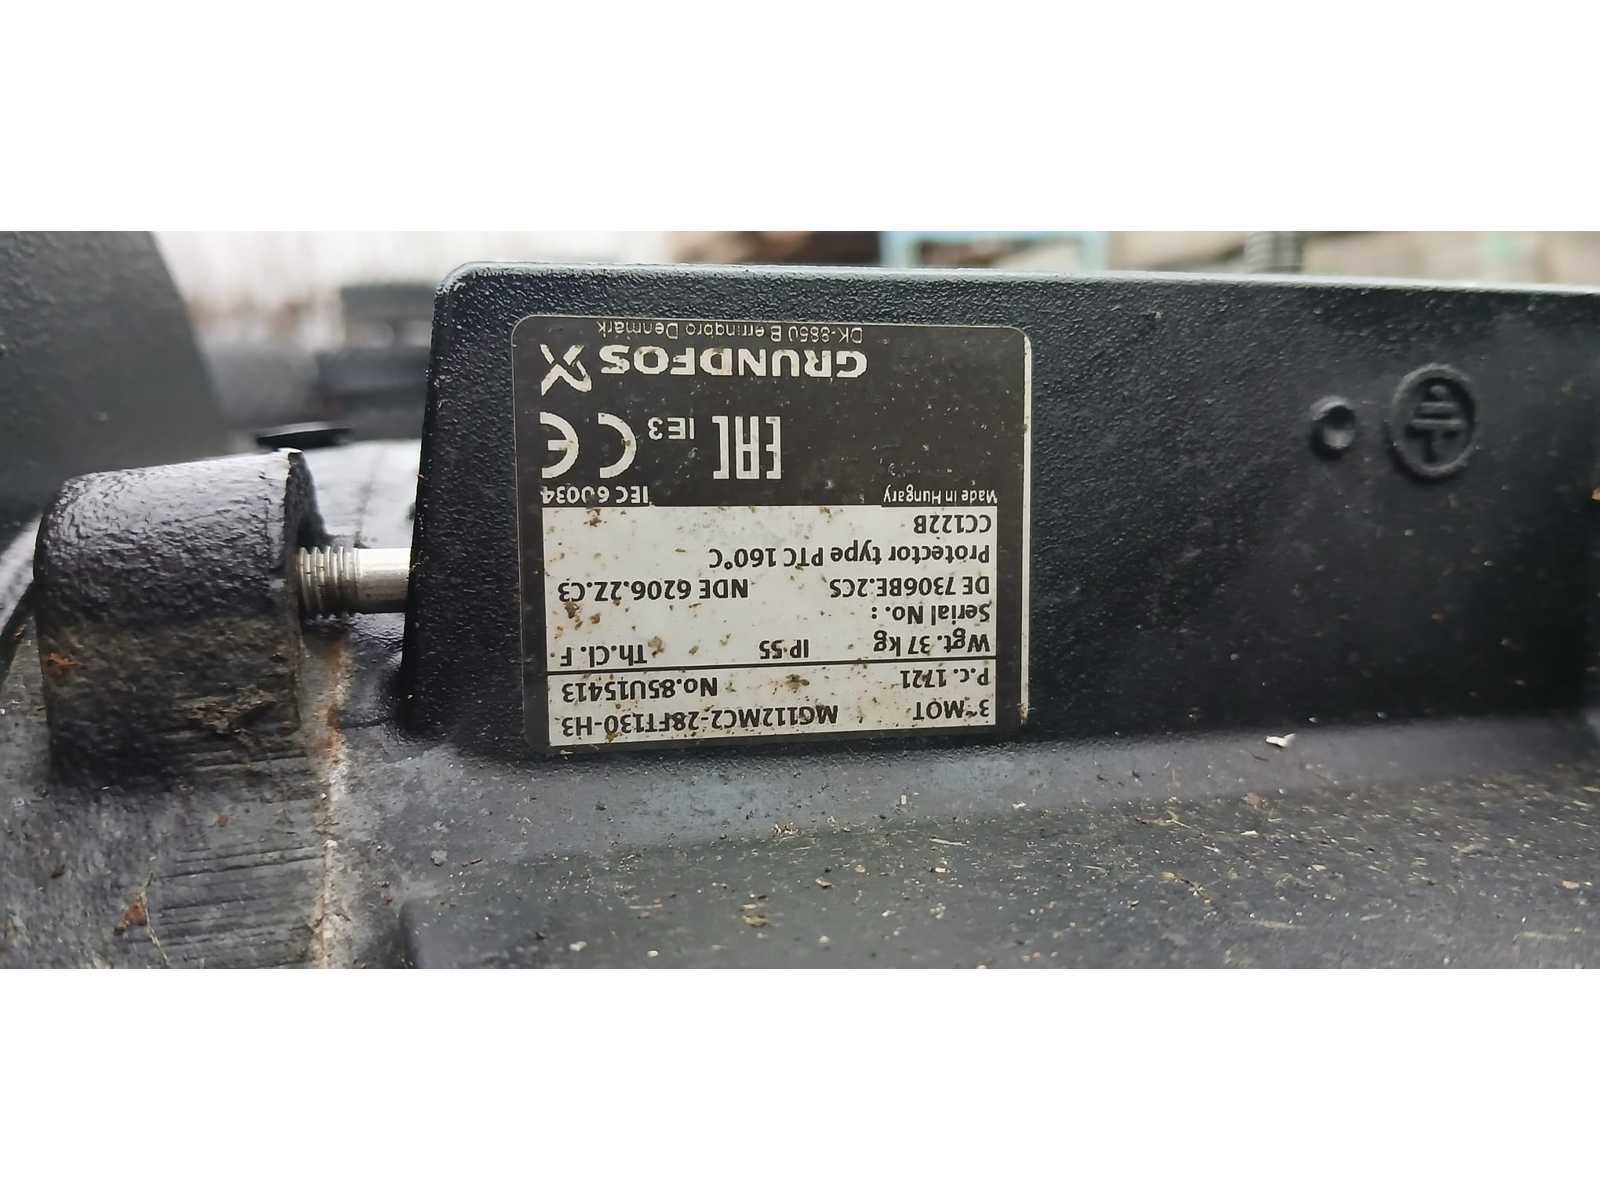 3~MOT MG112MC2-28FT130-H3
P.c. 1721 No.85U15413
Wgt. 37 kg IP 55 Th.Cl. F
Serial No. :
DE 7306BE.2CS NDE 6206.2Z.C3
Protector type PTC 160°C
CC122B
Made in Hungary IEC 60034
EAC IE3 CE
GRUNDFOS
DK-8850 Bjerringbro Denmark